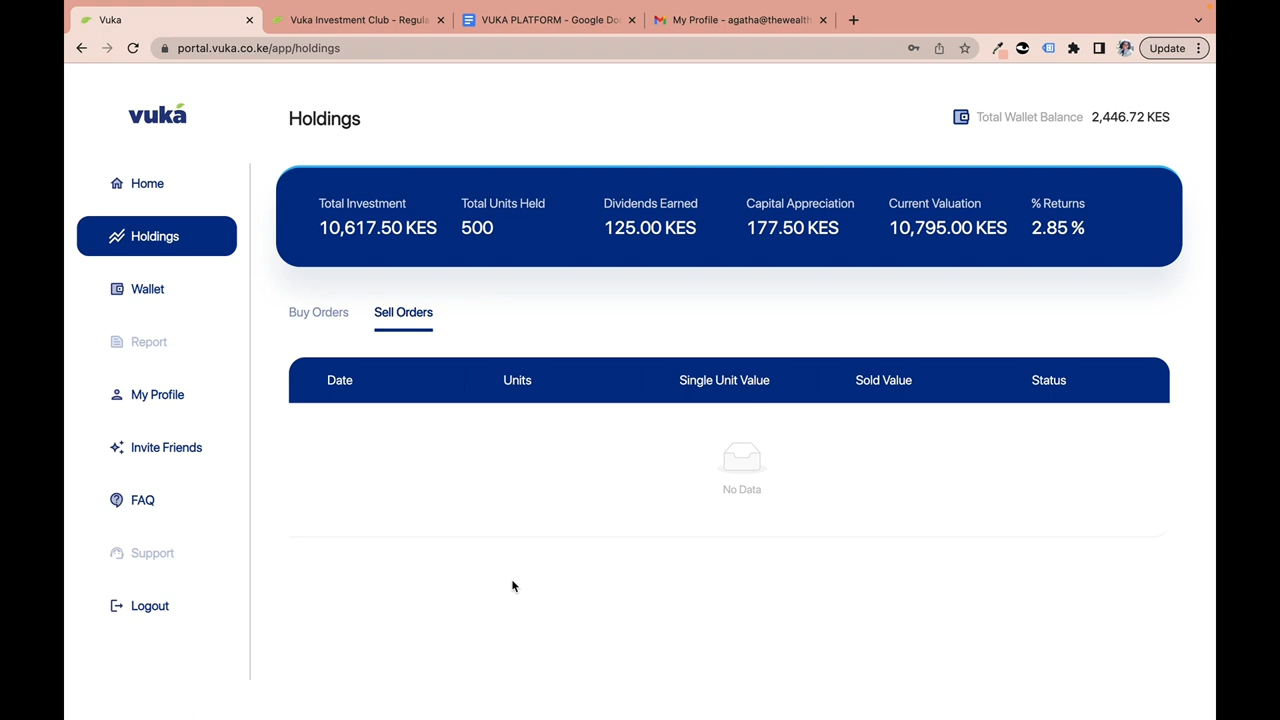 Vuka
Vuka Investment Club - Regula
VUKA PLATFORM - Google Do
My Profile - agatha@thewealth
portal.vuka.co.ke/app/holdings
Update
vuka
Holdings
Total Wallet Balance 2,446.72 KES
Home
Holdings
Wallet
Report
My Profile
Invite Friends
FAQ
Support
Logout
Total Investment Total Units Held Dividends Earned Capital Appreciation Current Valuation % Returns
10,617.50 KES 500 125.00 KES 177.50 KES 10,795.00 KES 2.85 %
Buy Orders Sell Orders
Date Units Single Unit Value Sold Value Status
No Data